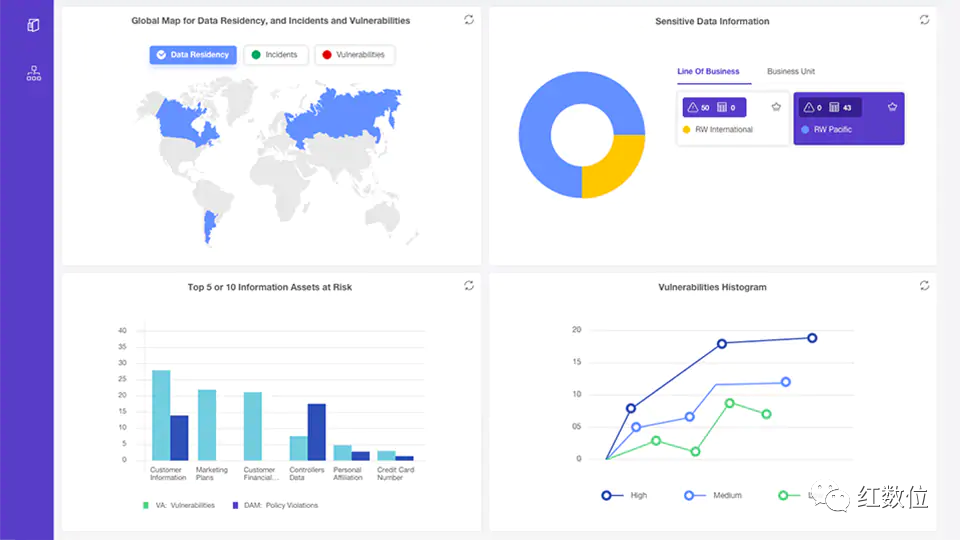 Global Map for Data Residency, and Incidents and Vulnerabilities
Data Residency
Incidents
Vulnerabilities
Sensitive Data Information
Line Of Business
Business Unit
50 0
RW International
0 43
RW Pacific
Top 5 or 10 Information Assets at Risk
40
35
30
25
20
15
10
5
0
Customer
Information
Marketing
Plans
Customer
Financial...
Controllers
Data
Personal
Affiliation
Credit Card
Number
VA: Vulnerabilities
DAM: Policy Violations
Vulnerabilities Histogram
20
15
10
05
0
High
Medium
红数位